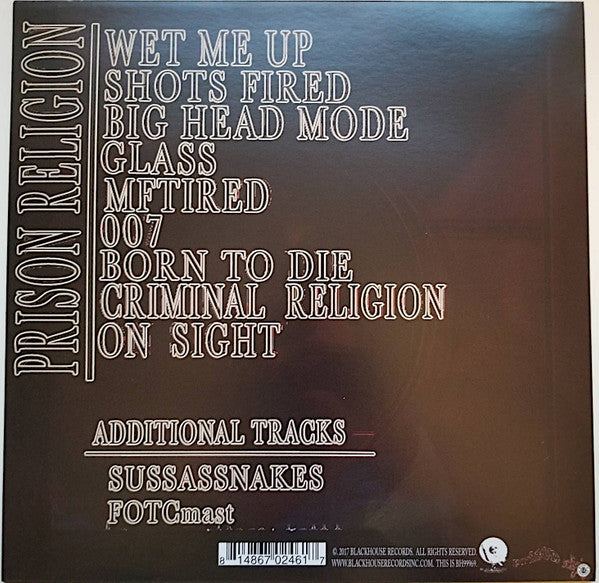 PRISON RELIGION
WET ME UP
SHOTS FIRED
BIG HEAD MODE
GLASS
MFTIRED
007
BORN TO DIE
CRIMINAL RELIGION
ON SIGHT
ADDITIONAL TRACKS
SUSSASSNAKES
FOTCmast
8 14867 02461 7
© 2017 BLACKHOUSE RECORDS. ALL RIGHTS RESERVED
WWW.BLACKHOUSERECORDSINC.COM. THIS IS BH9969